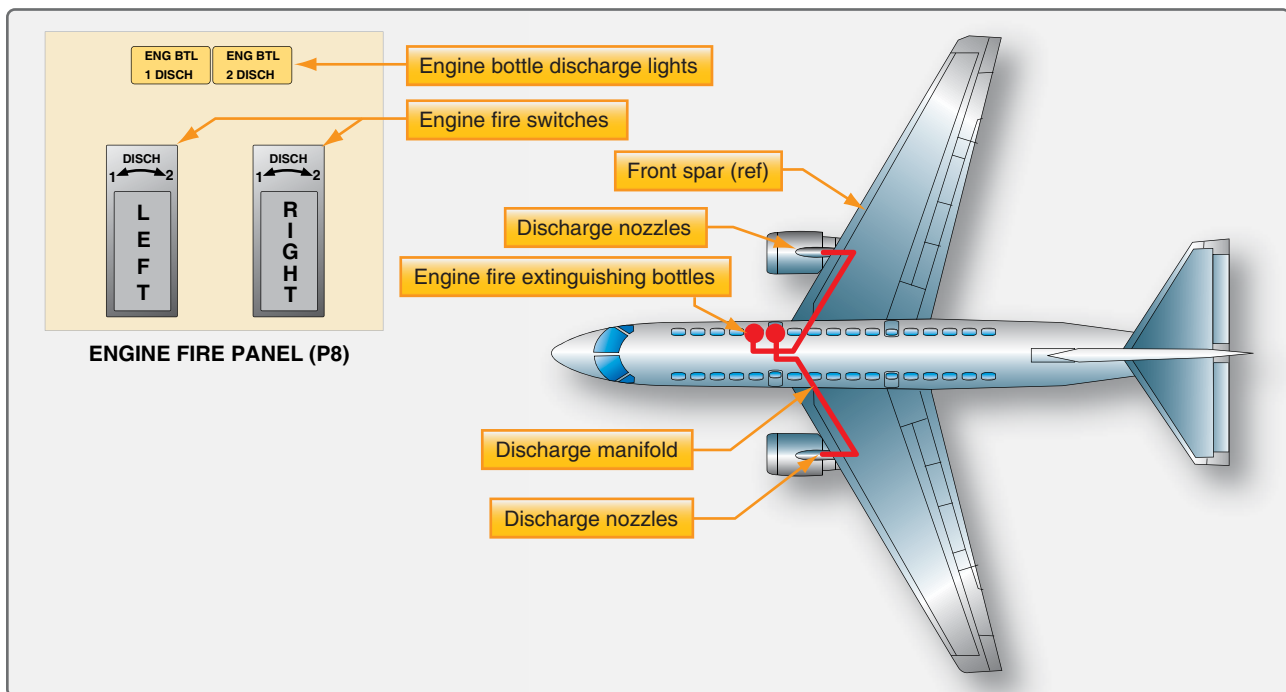 ENG BTL
1 DISCH
ENG BTL
2 DISCH
Engine bottle discharge lights
Engine fire switches
DISCH
1 2
LEFT
DISCH
1 2
RIGHT
ENGINE FIRE PANEL (P8)
Front spar (ref)
Discharge nozzles
Engine fire extinguishing bottles
Discharge manifold
Discharge nozzles